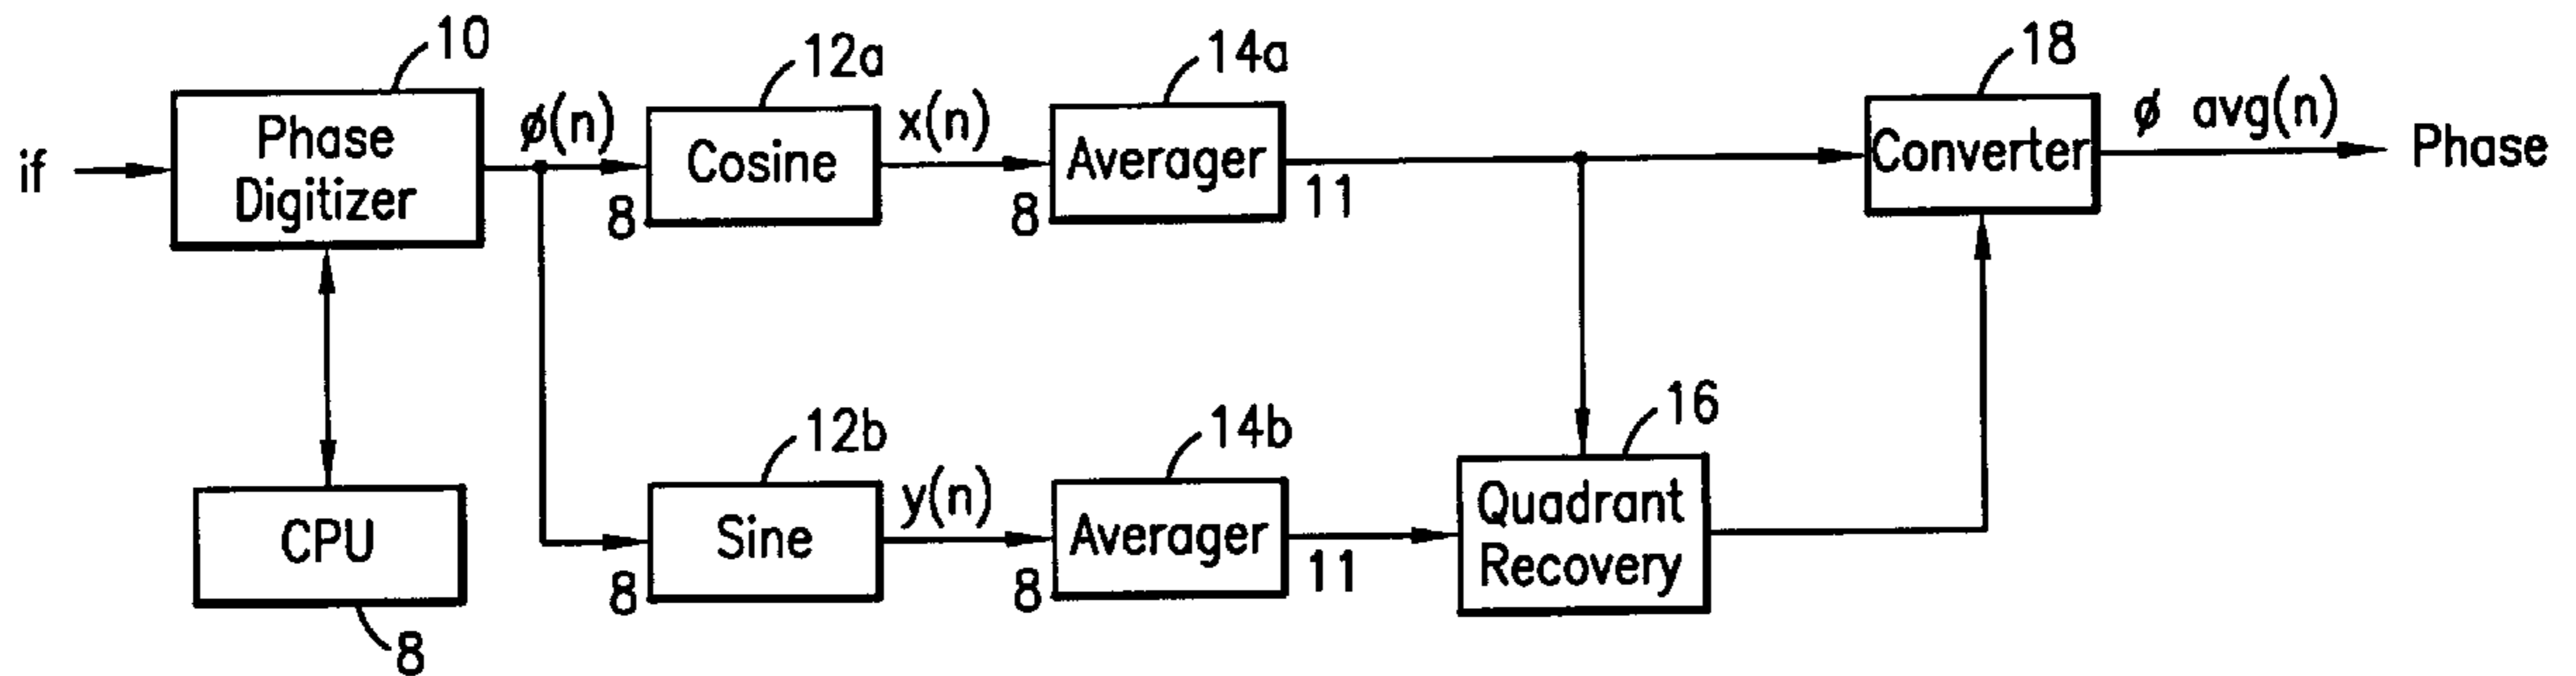 if
10
Phase
Digitizer
ø(n)
8
12a
Cosine
x(n)
8
14a
Averager
11
18
Converter
ø avg(n)
Phase
CPU
8
8
12b
Sine
y(n)
8
14b
Averager
11
16
Quadrant
Recovery